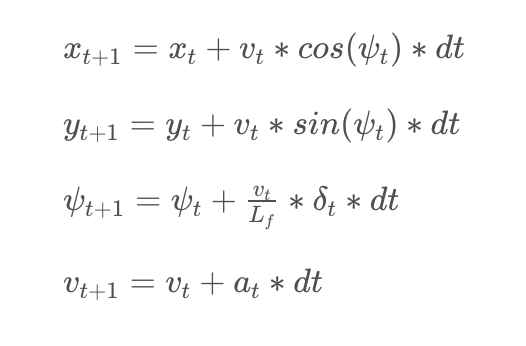 x_{t+1} = x_t + v_t * cos(ψ_t) * dt
y_{t+1} = y_t + v_t * sin(ψ_t) * dt
ψ_{t+1} = ψ_t + \frac{v_t}{L_f} * δ_t * dt
v_{t+1} = v_t + a_t * dt